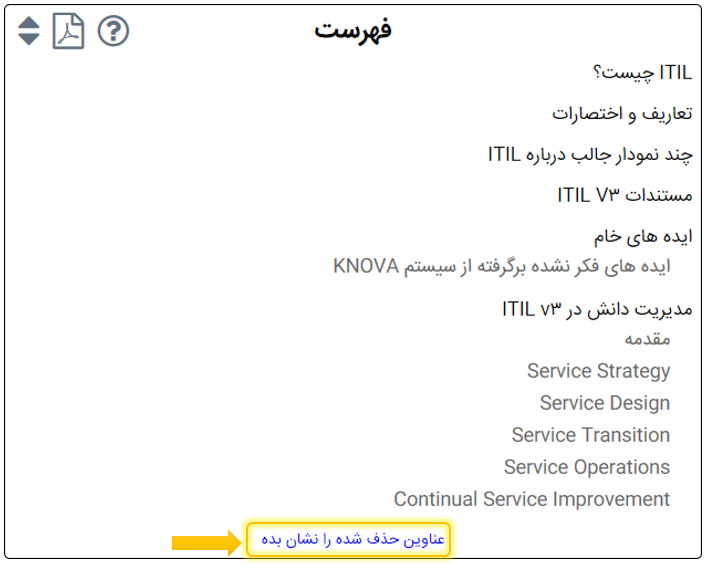 فهرست
ITIL چیست؟
تعاریف و اختصارات
چند نمودار جالب درباره ITIL
مستندات ITIL V۳
ایده های خام
ایده های فکر نشده برگرفته از سیستم KNOVA
مدیریت دانش در ITIL v۳
مقدمه
Service Strategy
Service Design
Service Transition
Service Operations
Continual Service Improvement
عناوین حذف شده را نشان بده